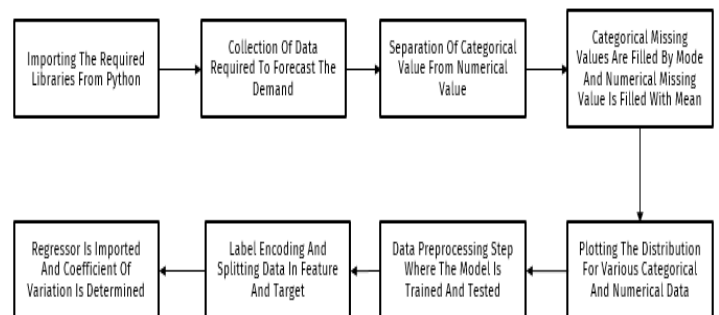 Importing The Required
Libraries From Python
Collection Of Data
Required To Forecast The
Demand
Separation Of Categorical
Value From Numerical
Value
Categorical Missing
Values Are Filled By Mode
And Numerical Missing
Value Is Filled With Mean
Plotting The Distribution
For Various Categorical
And Numerical Data
Data Preprocessing Step
Where The Model Is
Trained And Tested
Label Encoding And
Splitting Data In Feature
And Target
Regressor Is Imported
And Coefficient Of
Variation Is Determined